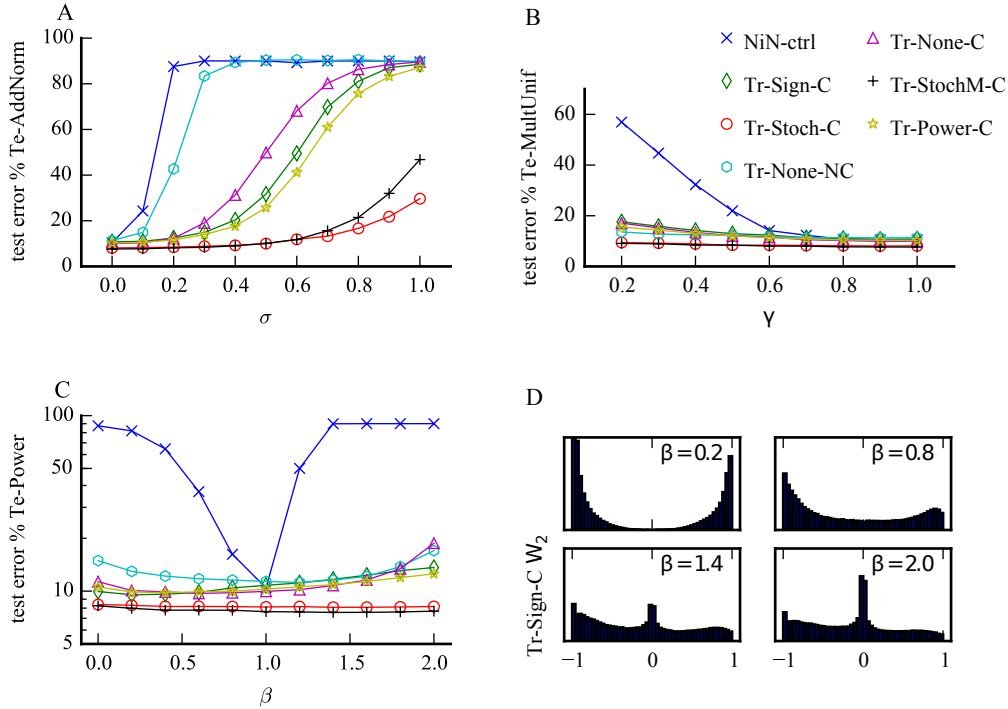 A
test error % Te-AddNorm
100
80
60
40
20
0
0.0 0.2 0.4 0.6 0.8 1.0
σ
B
test error % Te-MultUnif
60
40
20
0
0.2 0.4 0.6 0.8 1.0
γ
NiN-ctrl
Tr-Sign-C
Tr-Stoch-C
Tr-None-NC
Tr-None-C
Tr-StochM-C
Tr-Power-C
C
test error % Te-Power
100
50
10
5
0.0 0.5 1.0 1.5 2.0
β
D
Tr-Sign-C W₂
β=0.2
β=0.8
β=1.4
β=2.0
−1 0 1
−1 0 1